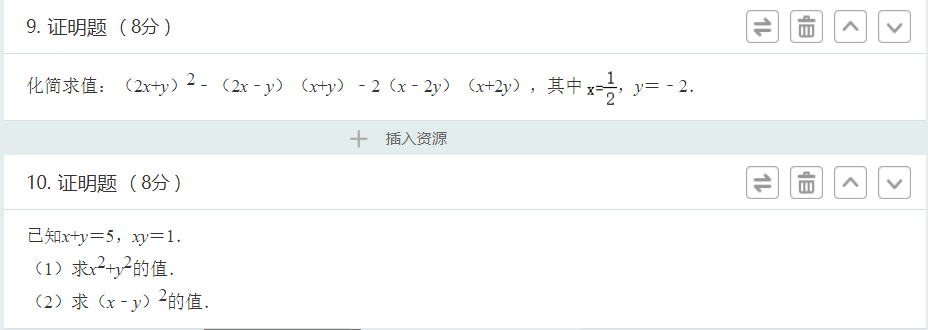 9. 证明题 （8分）
化简求值：（2x+y）²﹣（2x﹣y）（x+y）﹣2（x﹣2y）（x+2y），其中x=1/2，y＝﹣2．
插入资源
10. 证明题 （8分）
已知x+y＝5，xy＝1．
（1）求x²+y²的值．
（2）求（x﹣y）²的值．